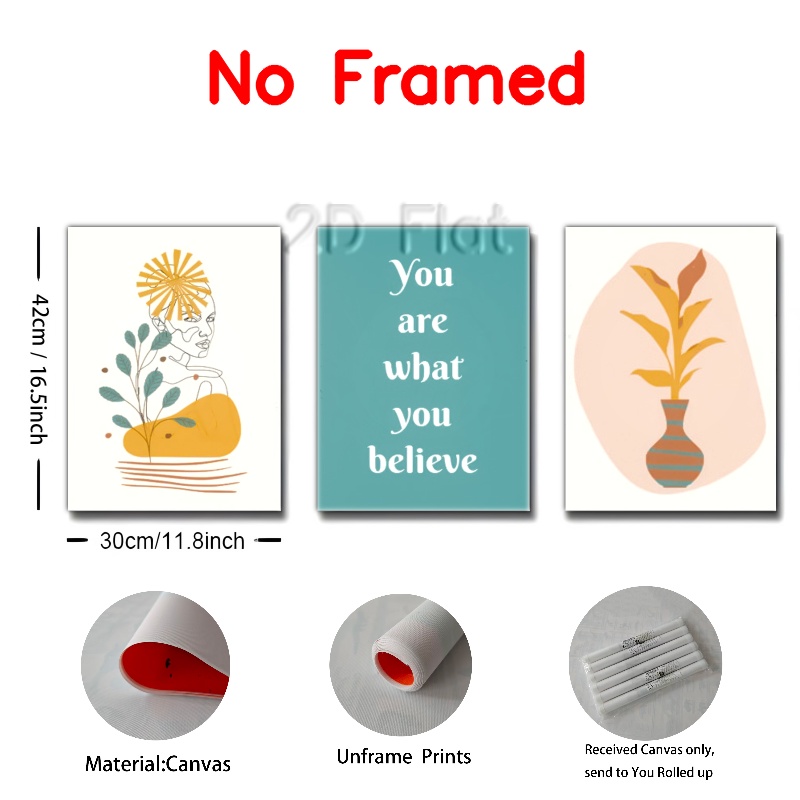 No Framed
2D Flat
You
are
what
you
believe
42cm / 16.5inch
30cm/11.8inch
Material:Canvas
Unframe Prints
Received Canvas only,
send to You Rolled up